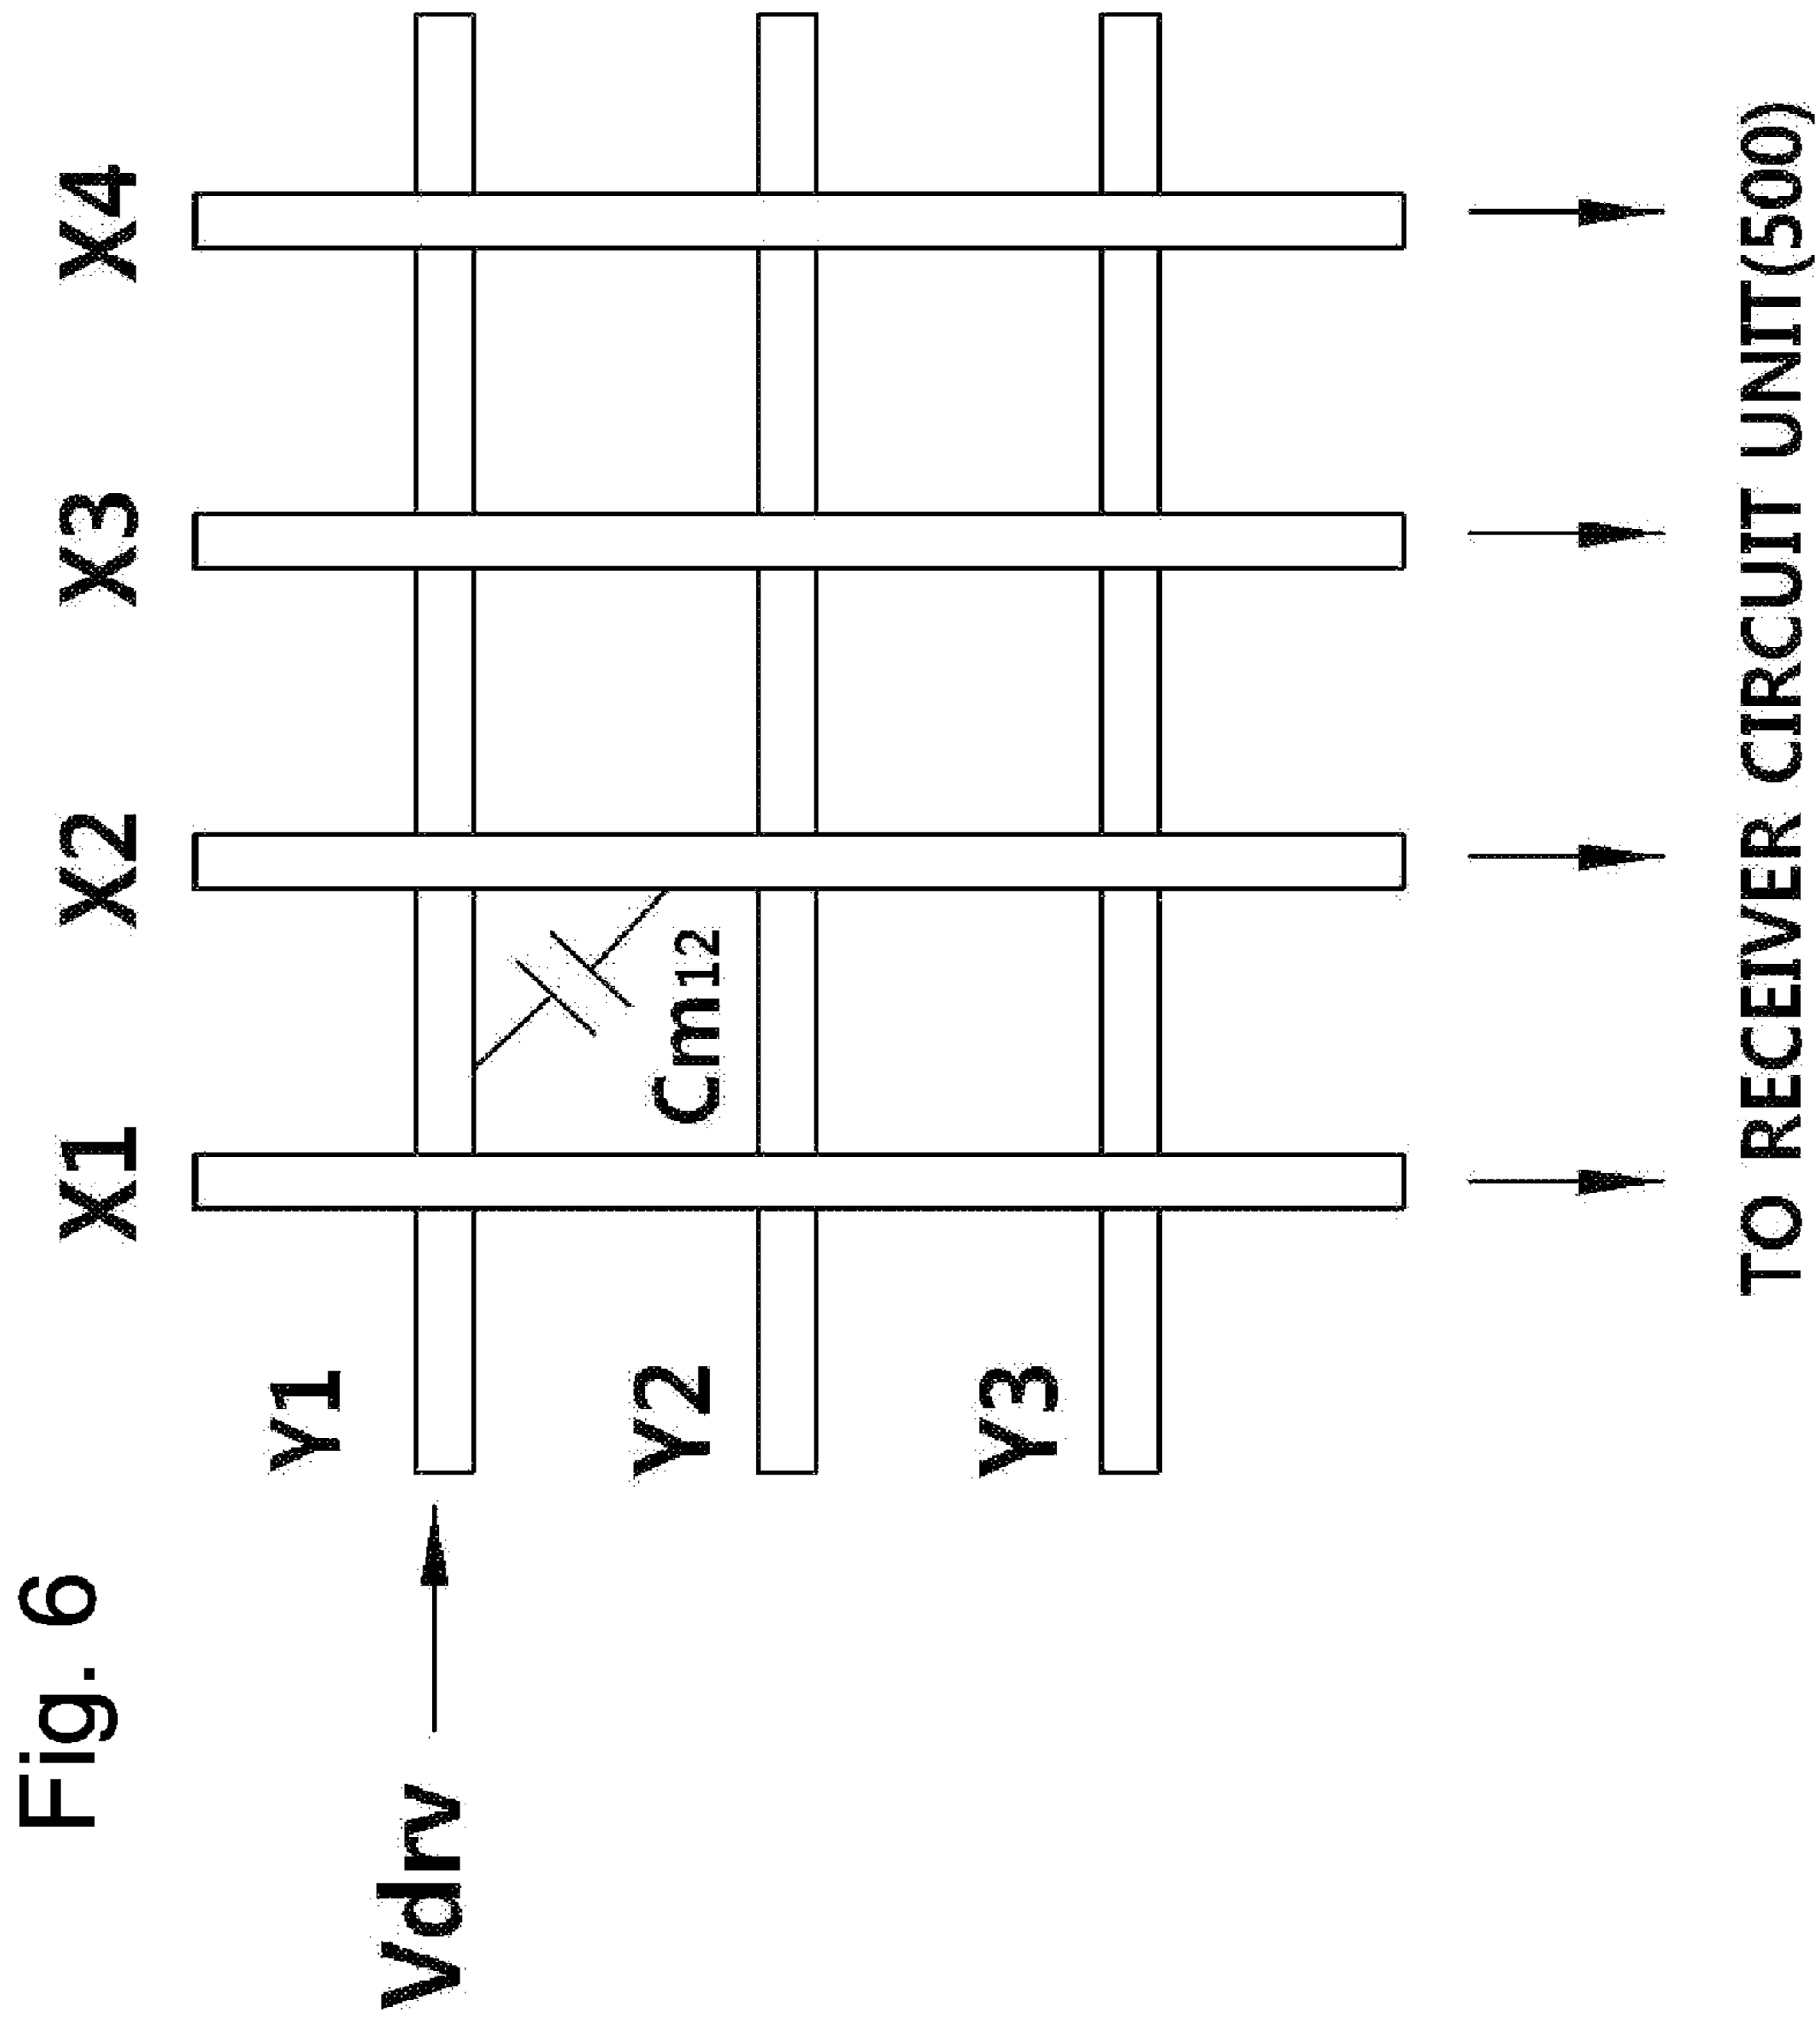 Fig. 6
X1 X2 X3 X4
Y1
Vdrv
Cm12
Y2
Y3
TO RECEIVER CIRCUIT UNIT(500)